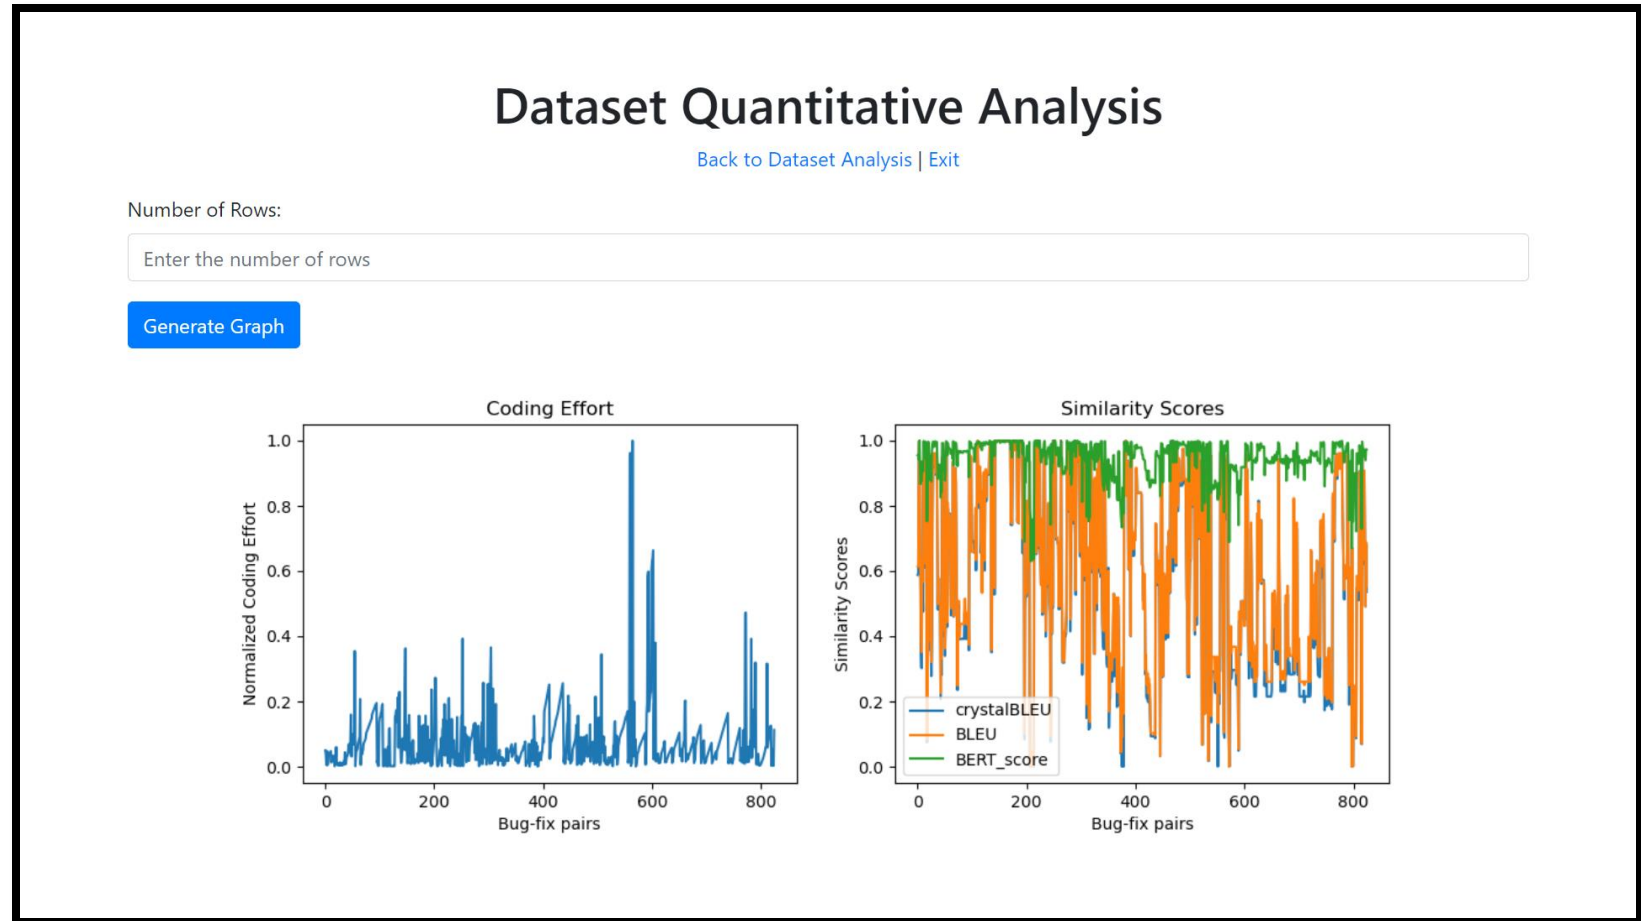 Dataset Quantitative Analysis
Back to Dataset Analysis | Exit
Number of Rows:
Enter the number of rows
Generate Graph
Coding Effort
Normalized Coding Effort
1.0
0.8
0.6
0.4
0.2
0.0
0 200 400 600 800
Bug-fix pairs
Similarity Scores
Similarity Scores
1.0
0.8
0.6
0.4
0.2
0.0
crystalBLEU
BLEU
BERT_score
0 200 400 600 800
Bug-fix pairs